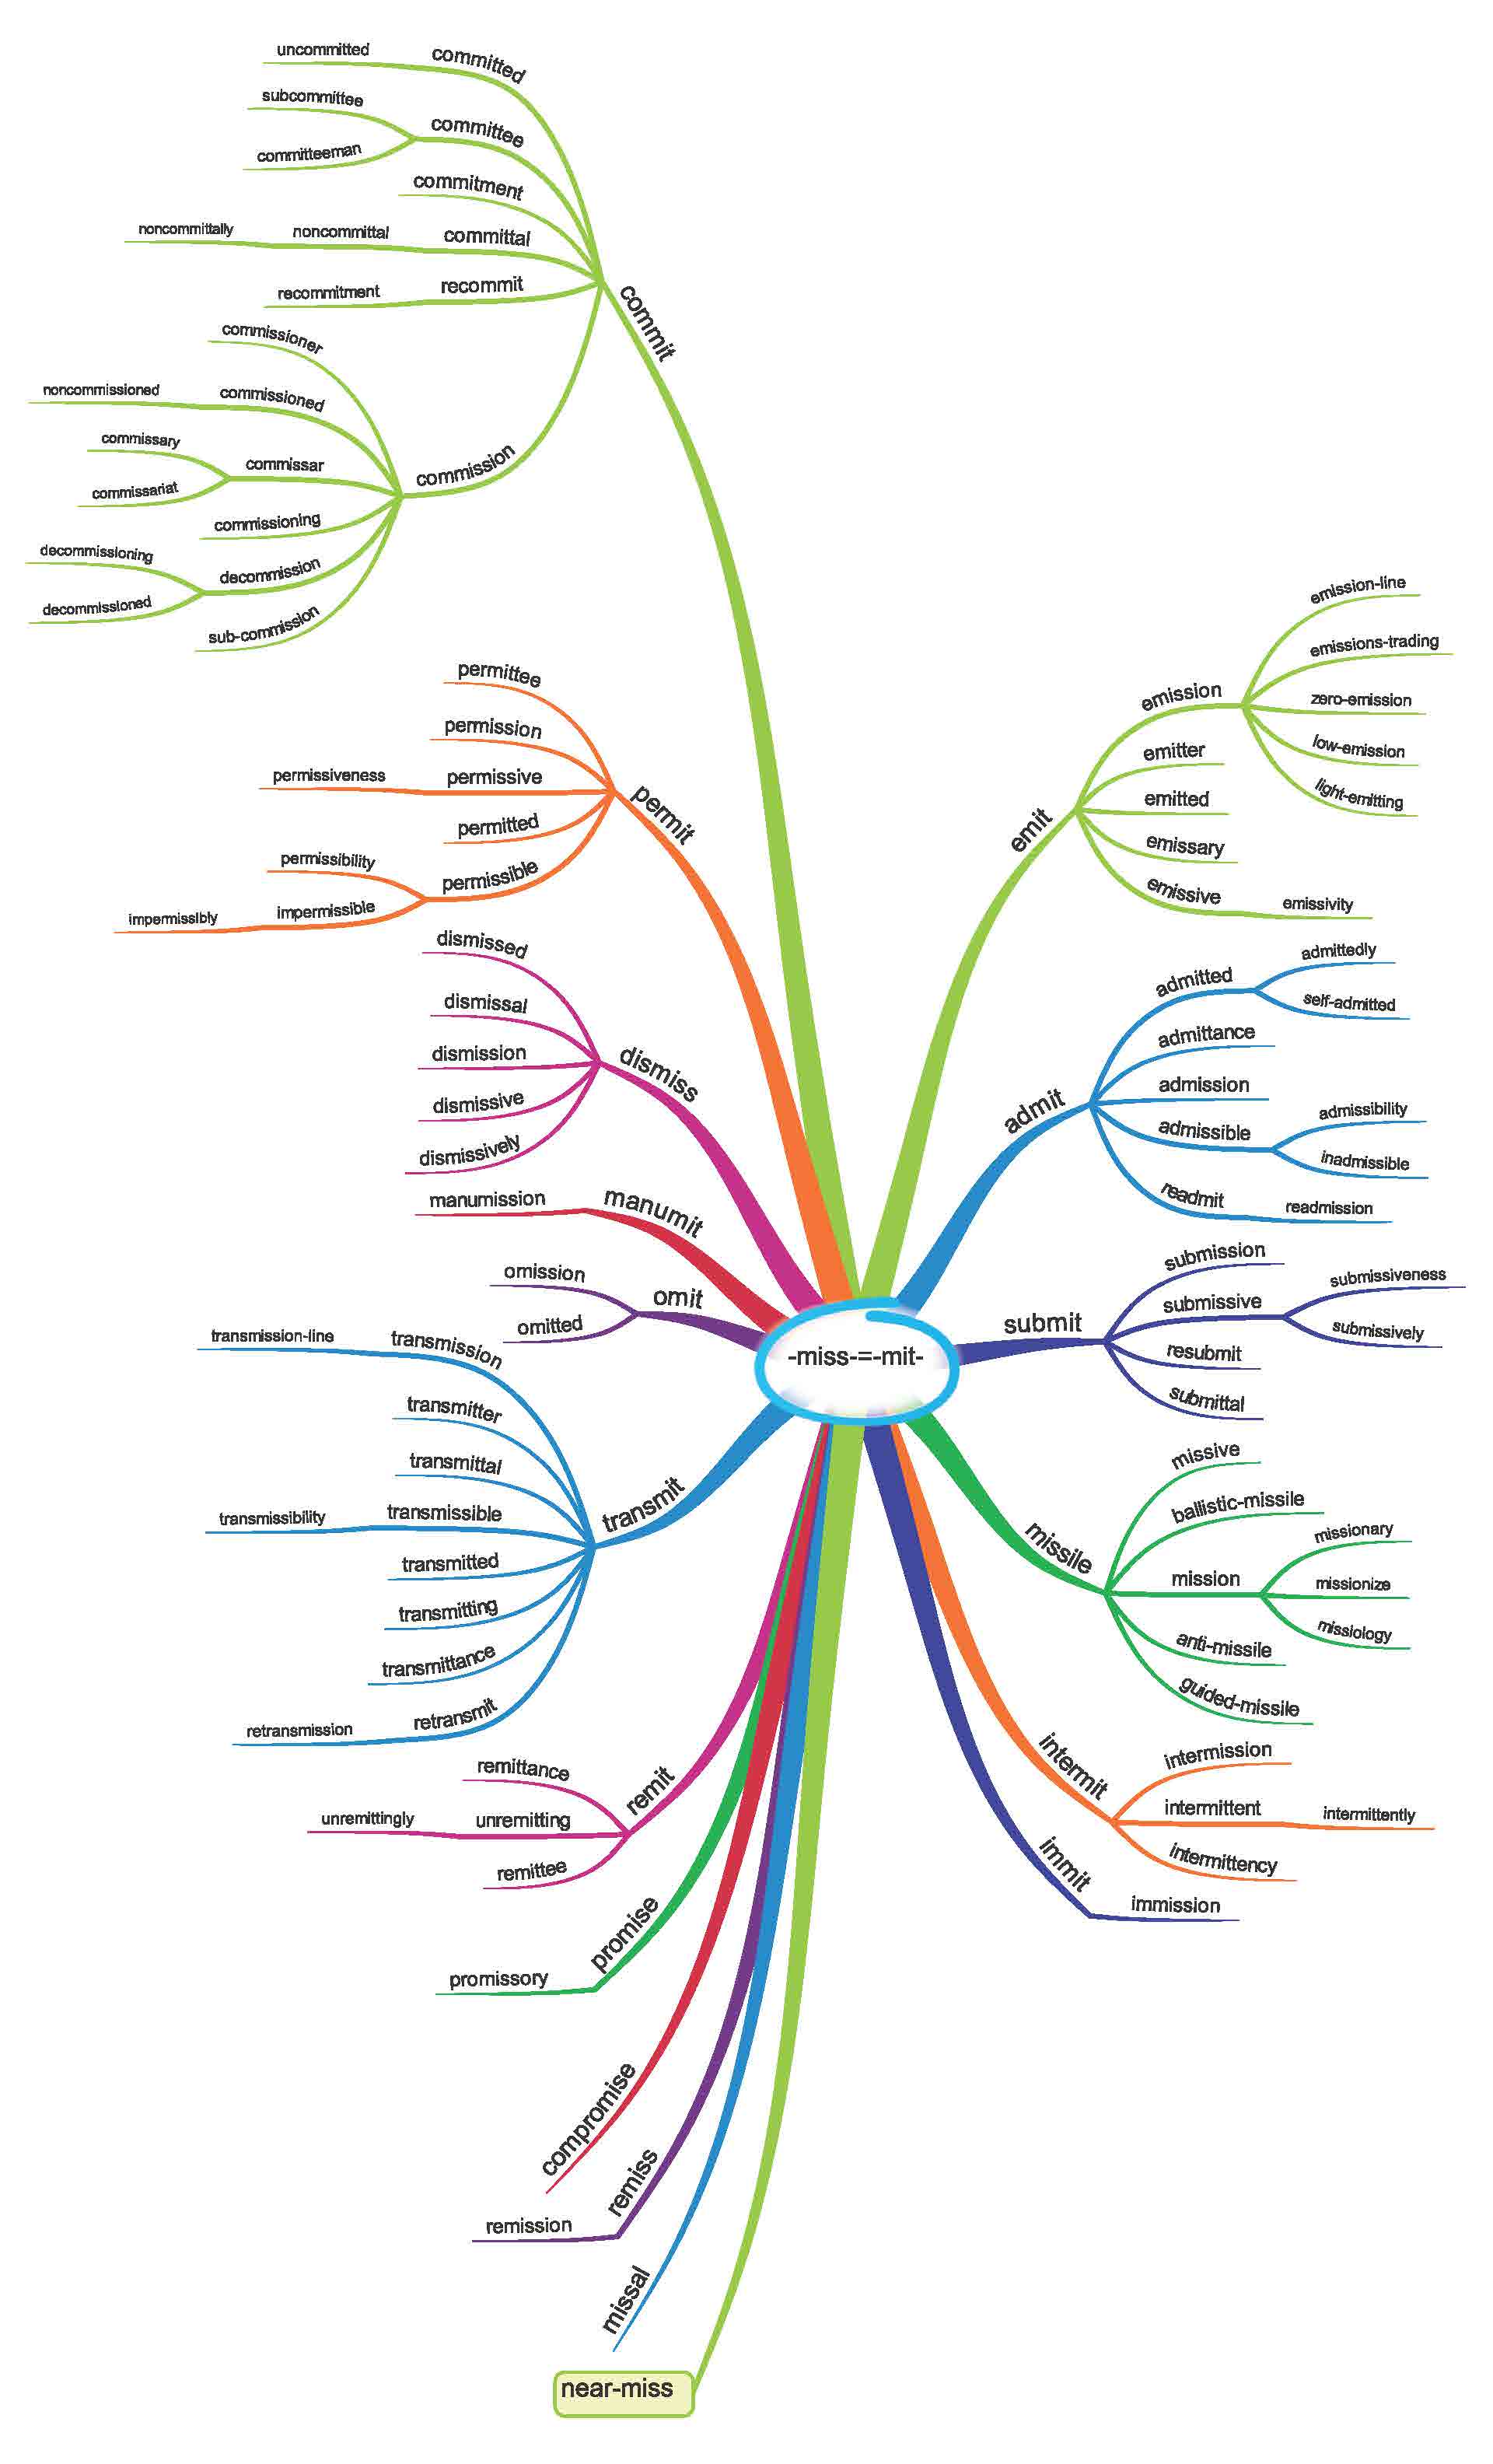 -miss-=-mit-
commit
committed
uncommitted
committee
subcommittee
committeeman
commitment
committal
noncommittal
noncommittally
recommit
recommitment
commission
commissioner
commissioned
noncommissioned
commissar
commissary
commissariat
commissioning
decommission
decommissioning
decommissioned
sub-commission
permit
permittee
permission
permissive
permissiveness
permitted
permissible
permissibility
impermissible
impermissibly
dismiss
dismissed
dismissal
dismission
dismissive
dismissively
manumit
manumission
omit
omission
omitted
transmit
transmission
transmission-line
transmitter
transmittal
transmissible
transmissibility
transmitted
transmitting
transmittance
retransmit
retransmission
remit
remittance
unremitting
unremittingly
remittee
promise
promissory
compromise
remiss
remission
missal
near-miss
emit
emission
emission-line
emissions-trading
zero-emission
low-emission
light-emitting
emitter
emitted
emissary
emissive
emissivity
admit
admitted
admittedly
self-admitted
admittance
admission
admissible
admissibility
inadmissible
readmit
readmission
submit
submission
submissive
submissiveness
submissively
resubmit
submittal
missile
missive
ballistic-missile
mission
missionary
missionize
missiology
anti-missile
guided-missile
intermit
intermission
intermittent
intermittently
intermittency
immit
immission